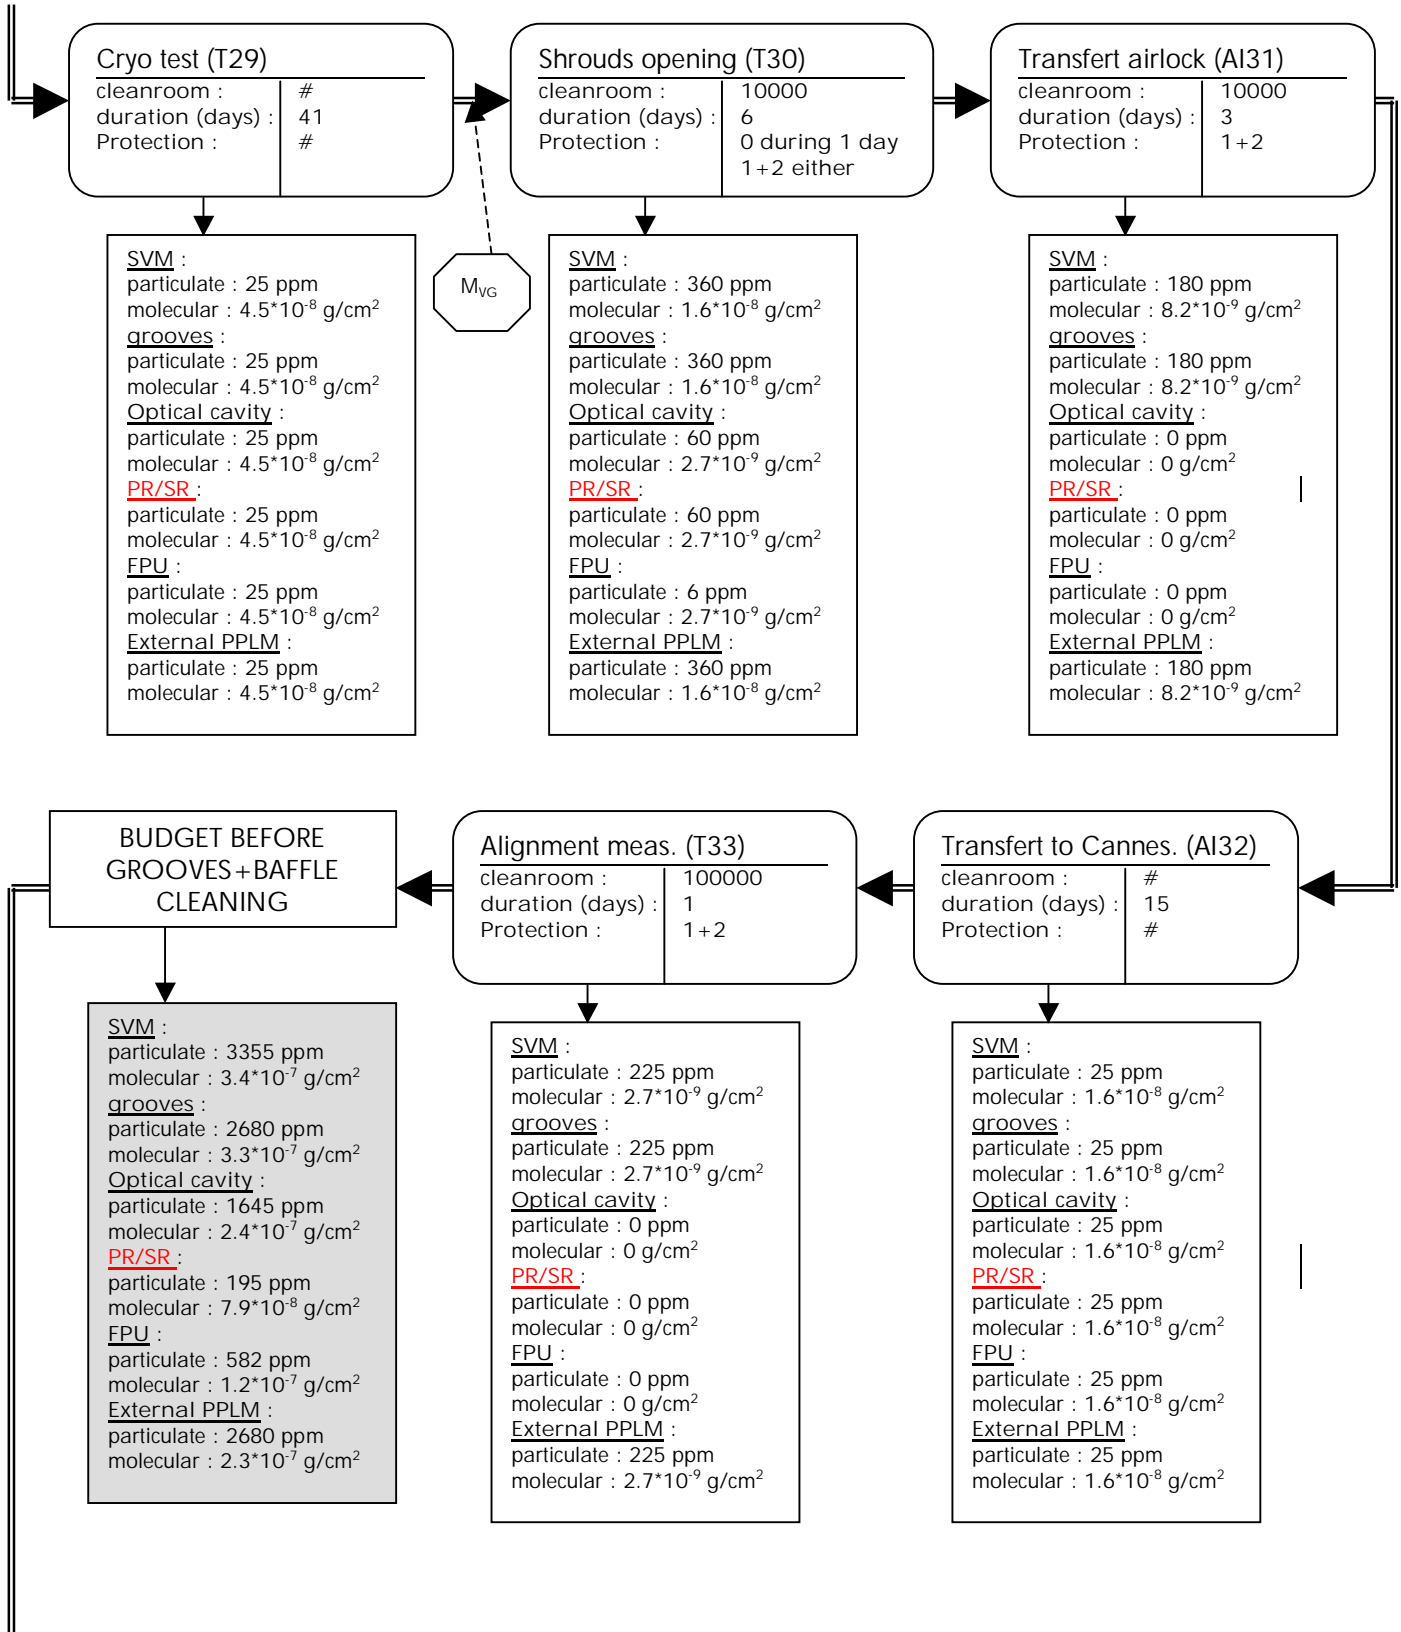 Cryo test (T29)
cleanroom : #
duration (days) : 41
Protection : #
SVM :
particulate : 25 ppm
molecular : 4.5*10⁻⁸ g/cm²
grooves :
particulate : 25 ppm
molecular : 4.5*10⁻⁸ g/cm²
Optical cavity :
particulate : 25 ppm
molecular : 4.5*10⁻⁸ g/cm²
PR/SR :
particulate : 25 ppm
molecular : 4.5*10⁻⁸ g/cm²
FPU :
particulate : 25 ppm
molecular : 4.5*10⁻⁸ g/cm²
External PPLM :
particulate : 25 ppm
molecular : 4.5*10⁻⁸ g/cm²
M_VG
Shrouds opening (T30)
cleanroom : 10000
duration (days) : 6
Protection : 0 during 1 day
1+2 either
SVM :
particulate : 360 ppm
molecular : 1.6*10⁻⁸ g/cm²
grooves :
particulate : 360 ppm
molecular : 1.6*10⁻⁸ g/cm²
Optical cavity :
particulate : 60 ppm
molecular : 2.7*10⁻⁹ g/cm²
PR/SR :
particulate : 60 ppm
molecular : 2.7*10⁻⁹ g/cm²
FPU :
particulate : 6 ppm
molecular : 2.7*10⁻⁹ g/cm²
External PPLM :
particulate : 360 ppm
molecular : 1.6*10⁻⁸ g/cm²
Transfert airlock (AI31)
cleanroom : 10000
duration (days) : 3
Protection : 1+2
SVM :
particulate : 180 ppm
molecular : 8.2*10⁻⁹ g/cm²
grooves :
particulate : 180 ppm
molecular : 8.2*10⁻⁹ g/cm²
Optical cavity :
particulate : 0 ppm
molecular : 0 g/cm²
PR/SR :
particulate : 0 ppm
molecular : 0 g/cm²
FPU :
particulate : 0 ppm
molecular : 0 g/cm²
External PPLM :
particulate : 180 ppm
molecular : 8.2*10⁻⁹ g/cm²
Transfert to Cannes. (AI32)
cleanroom : #
duration (days) : 15
Protection : #
SVM :
particulate : 25 ppm
molecular : 1.6*10⁻⁸ g/cm²
grooves :
particulate : 25 ppm
molecular : 1.6*10⁻⁸ g/cm²
Optical cavity :
particulate : 25 ppm
molecular : 1.6*10⁻⁸ g/cm²
PR/SR :
particulate : 25 ppm
molecular : 1.6*10⁻⁸ g/cm²
FPU :
particulate : 25 ppm
molecular : 1.6*10⁻⁸ g/cm²
External PPLM :
particulate : 25 ppm
molecular : 1.6*10⁻⁸ g/cm²
Alignment meas. (T33)
cleanroom : 100000
duration (days) : 1
Protection : 1+2
SVM :
particulate : 225 ppm
molecular : 2.7*10⁻⁹ g/cm²
grooves :
particulate : 225 ppm
molecular : 2.7*10⁻⁹ g/cm²
Optical cavity :
particulate : 0 ppm
molecular : 0 g/cm²
PR/SR :
particulate : 0 ppm
molecular : 0 g/cm²
FPU :
particulate : 0 ppm
molecular : 0 g/cm²
External PPLM :
particulate : 225 ppm
molecular : 2.7*10⁻⁹ g/cm²
BUDGET BEFORE
GROOVES+BAFFLE
CLEANING
SVM :
particulate : 3355 ppm
molecular : 3.4*10⁻⁷ g/cm²
grooves :
particulate : 2680 ppm
molecular : 3.3*10⁻⁷ g/cm²
Optical cavity :
particulate : 1645 ppm
molecular : 2.4*10⁻⁷ g/cm²
PR/SR :
particulate : 195 ppm
molecular : 7.9*10⁻⁸ g/cm²
FPU :
particulate : 582 ppm
molecular : 1.2*10⁻⁷ g/cm²
External PPLM :
particulate : 2680 ppm
molecular : 2.3*10⁻⁷ g/cm²